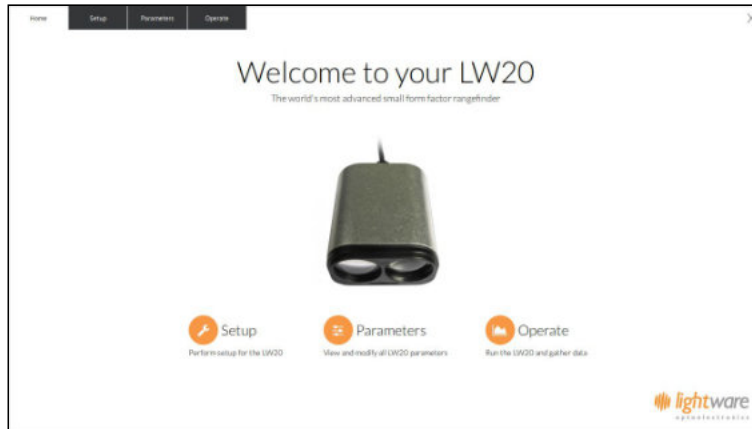 Home Setup Parameters Operate
Welcome to your LW20
The world's most advanced small form factor rangefinder
Setup Parameters Operate
Perform setup for the LW20 View and modify all LW20 parameters Run the LW20 and gather data
lightware
optoelectronics